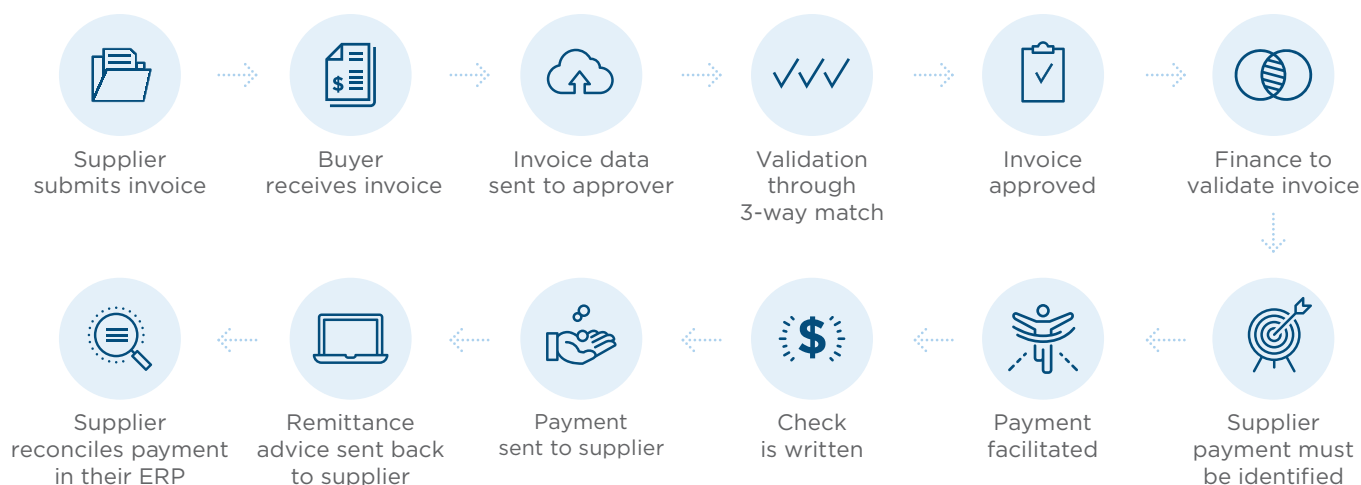 Supplier
submits invoice
Buyer
receives invoice
$
Invoice data
sent to approver
Validation
through
3-way match
Invoice
approved
Finance to
validate invoice
Supplier
payment must
be identified
Payment
facilitated
$
Check
is written
Payment
sent to supplier
Remittance
advice sent back
to supplier
Supplier
reconciles payment
in their ERP